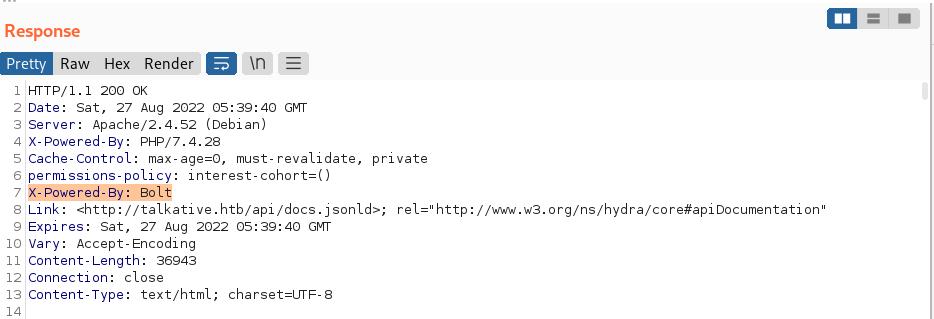 Response
Pretty Raw Hex Render \n
1 HTTP/1.1 200 OK
2 Date: Sat, 27 Aug 2022 05:39:40 GMT
3 Server: Apache/2.4.52 (Debian)
4 X-Powered-By: PHP/7.4.28
5 Cache-Control: max-age=0, must-revalidate, private
6 permissions-policy: interest-cohort=()
7 X-Powered-By: Bolt
8 Link: <http://talkative.htb/api/docs.jsonld>; rel="http://www.w3.org/ns/hydra/core#apiDocumentation"
9 Expires: Sat, 27 Aug 2022 05:39:40 GMT
10 Vary: Accept-Encoding
11 Content-Length: 36943
12 Connection: close
13 Content-Type: text/html; charset=UTF-8
14